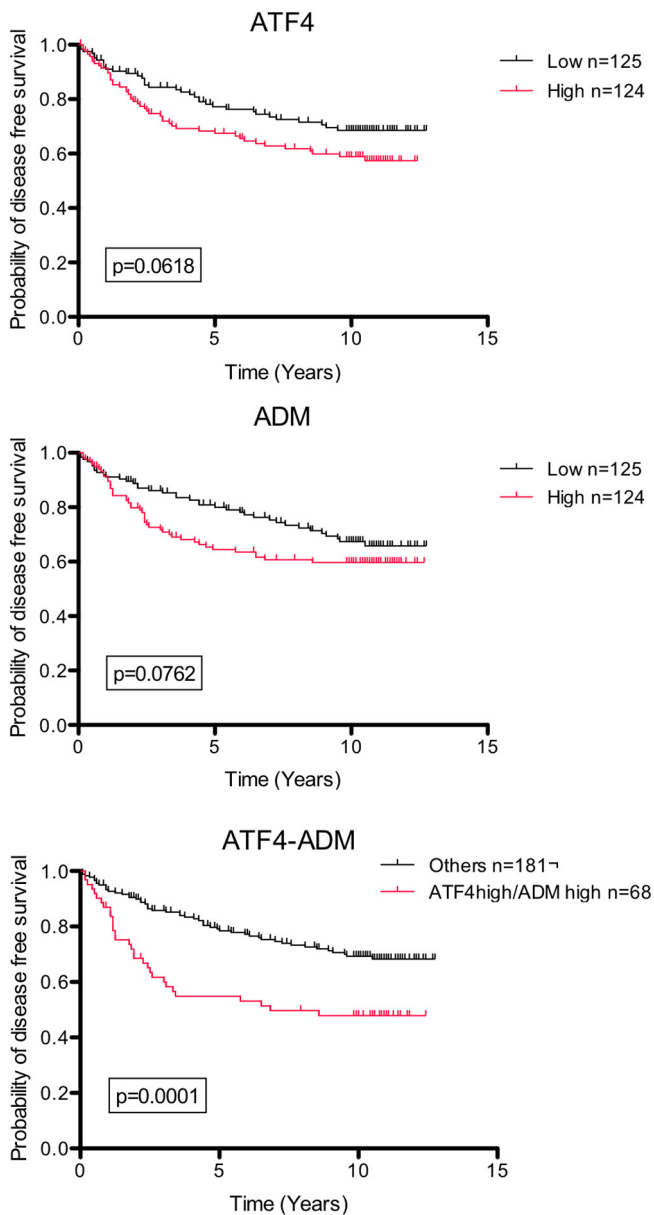 ATF4
Probability of disease free survival
1.0
0.8
0.6
0.4
0.2
0.0
0 5 10 15
Time (Years)
Low n=125
High n=124
p=0.0618
ADM
Probability of disease free survival
1.0
0.8
0.6
0.4
0.2
0.0
0 5 10 15
Time (Years)
Low n=125
High n=124
p=0.0762
ATF4-ADM
Probability of disease free survival
1.0
0.8
0.6
0.4
0.2
0.0
0 5 10 15
Time (Years)
Others n=181¬
ATF4high/ADM high n=68
p=0.0001